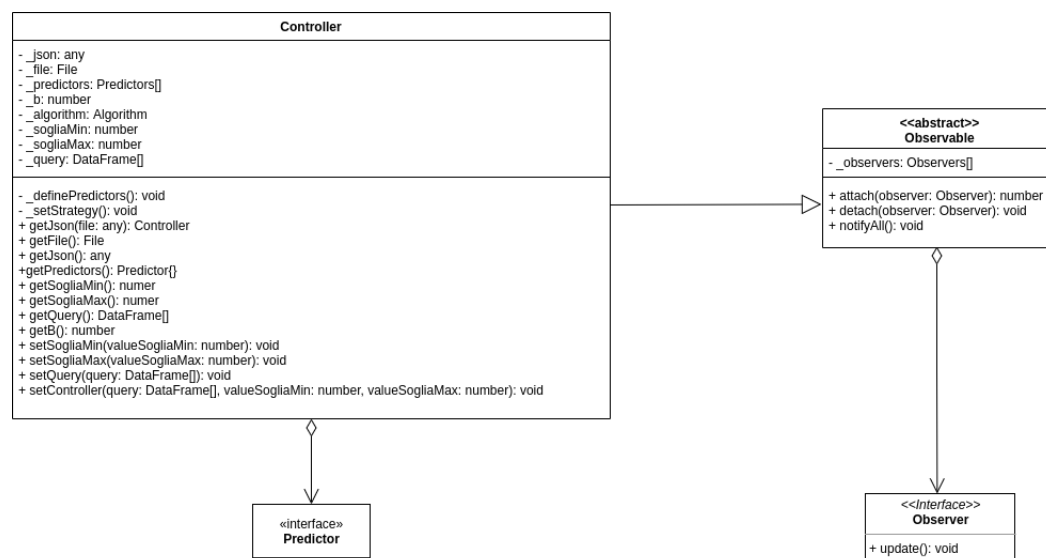 Controller
- _json: any
- _file: File
- _predictors: Predictors[]
- _b: number
- _algorithm: Algorithm
- _sogliaMin: number
- _sogliaMax: number
- _query: DataFrame[]
- _definePredictors(): void
- _setStrategy(): void
+ getJson(file: any): Controller
+ getFile(): File
+ getJson(): any
+getPredictors(): Predictor{}
+ getSogliaMin(): numer
+ getSogliaMax(): numer
+ getQuery(): DataFrame[]
+ getB(): number
+ setSogliaMin(valueSogliaMin: number): void
+ setSogliaMax(valueSogliaMax: number): void
+ setQuery(query: DataFrame[]): void
+ setController(query: DataFrame[], valueSogliaMin: number, valueSogliaMax: number): void
<<abstract>>
Observable
- _observers: Observers[]
+ attach(observer: Observer): number
+ detach(observer: Observer): void
+ notifyAll(): void
«interface»
Predictor
<<Interface>>
Observer
+ update(): void